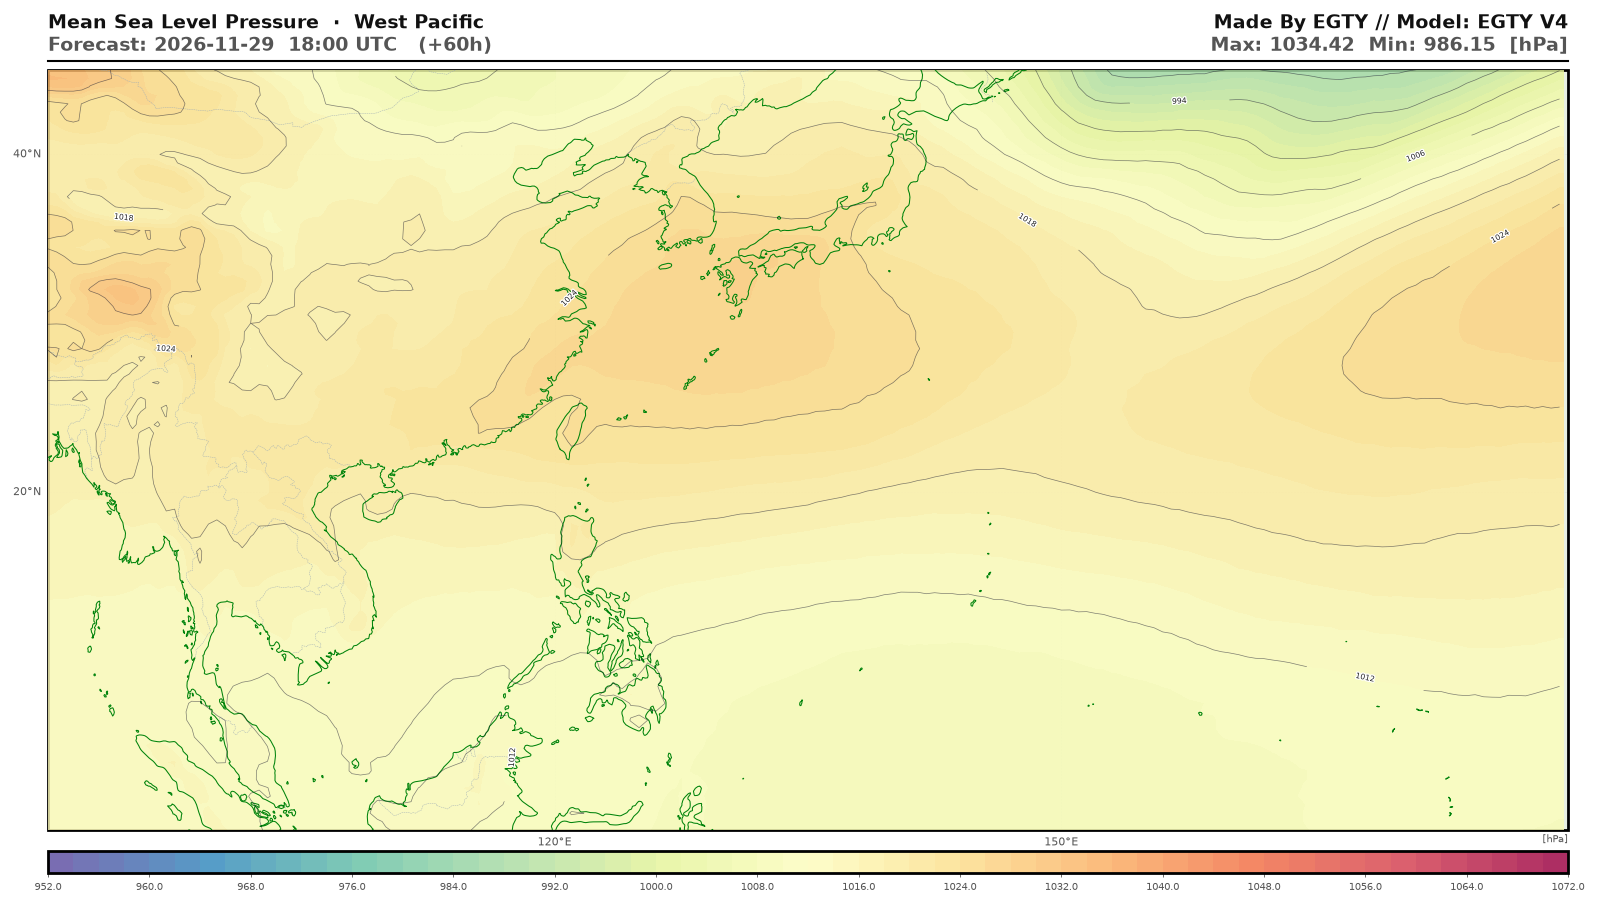 Mean Sea Level Pressure · West Pacific
Made By EGTY // Model: EGTY V4
Forecast: 2026-11-29 18:00 UTC (+60h)
Max: 1034.42 Min: 986.15 [hPa]
994
40°N
1006
1018
1018
1024
1024
1024
20°N
1012
1012
120°E
150°E
[hPa]
952.0
960.0
968.0
976.0
984.0
992.0
1000.0
1008.0
1016.0
1024.0
1032.0
1040.0
1048.0
1056.0
1064.0
1072.0